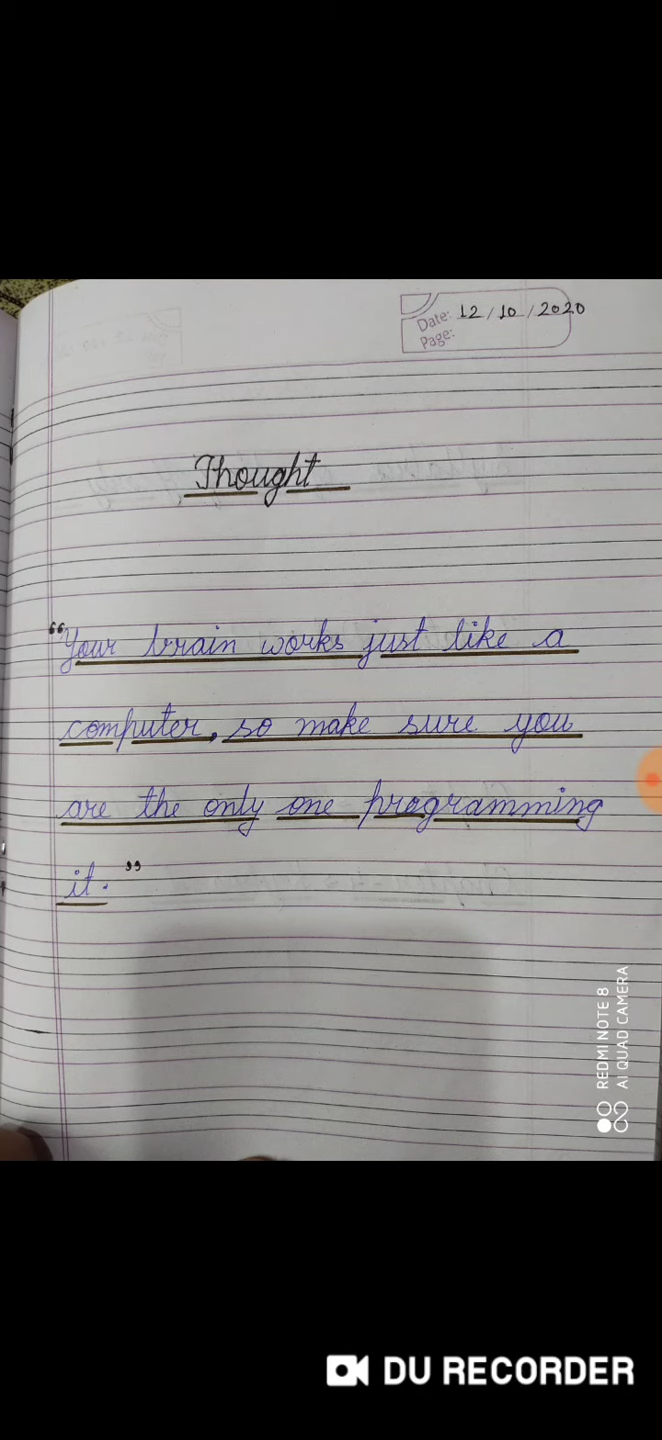 Date: 12/10/2020
Page:
Thought
“Your brain works just like a
computer, so make sure you
are the only one programming
it.”
REDMI NOTE 8
AI QUAD CAMERA
DU RECORDER